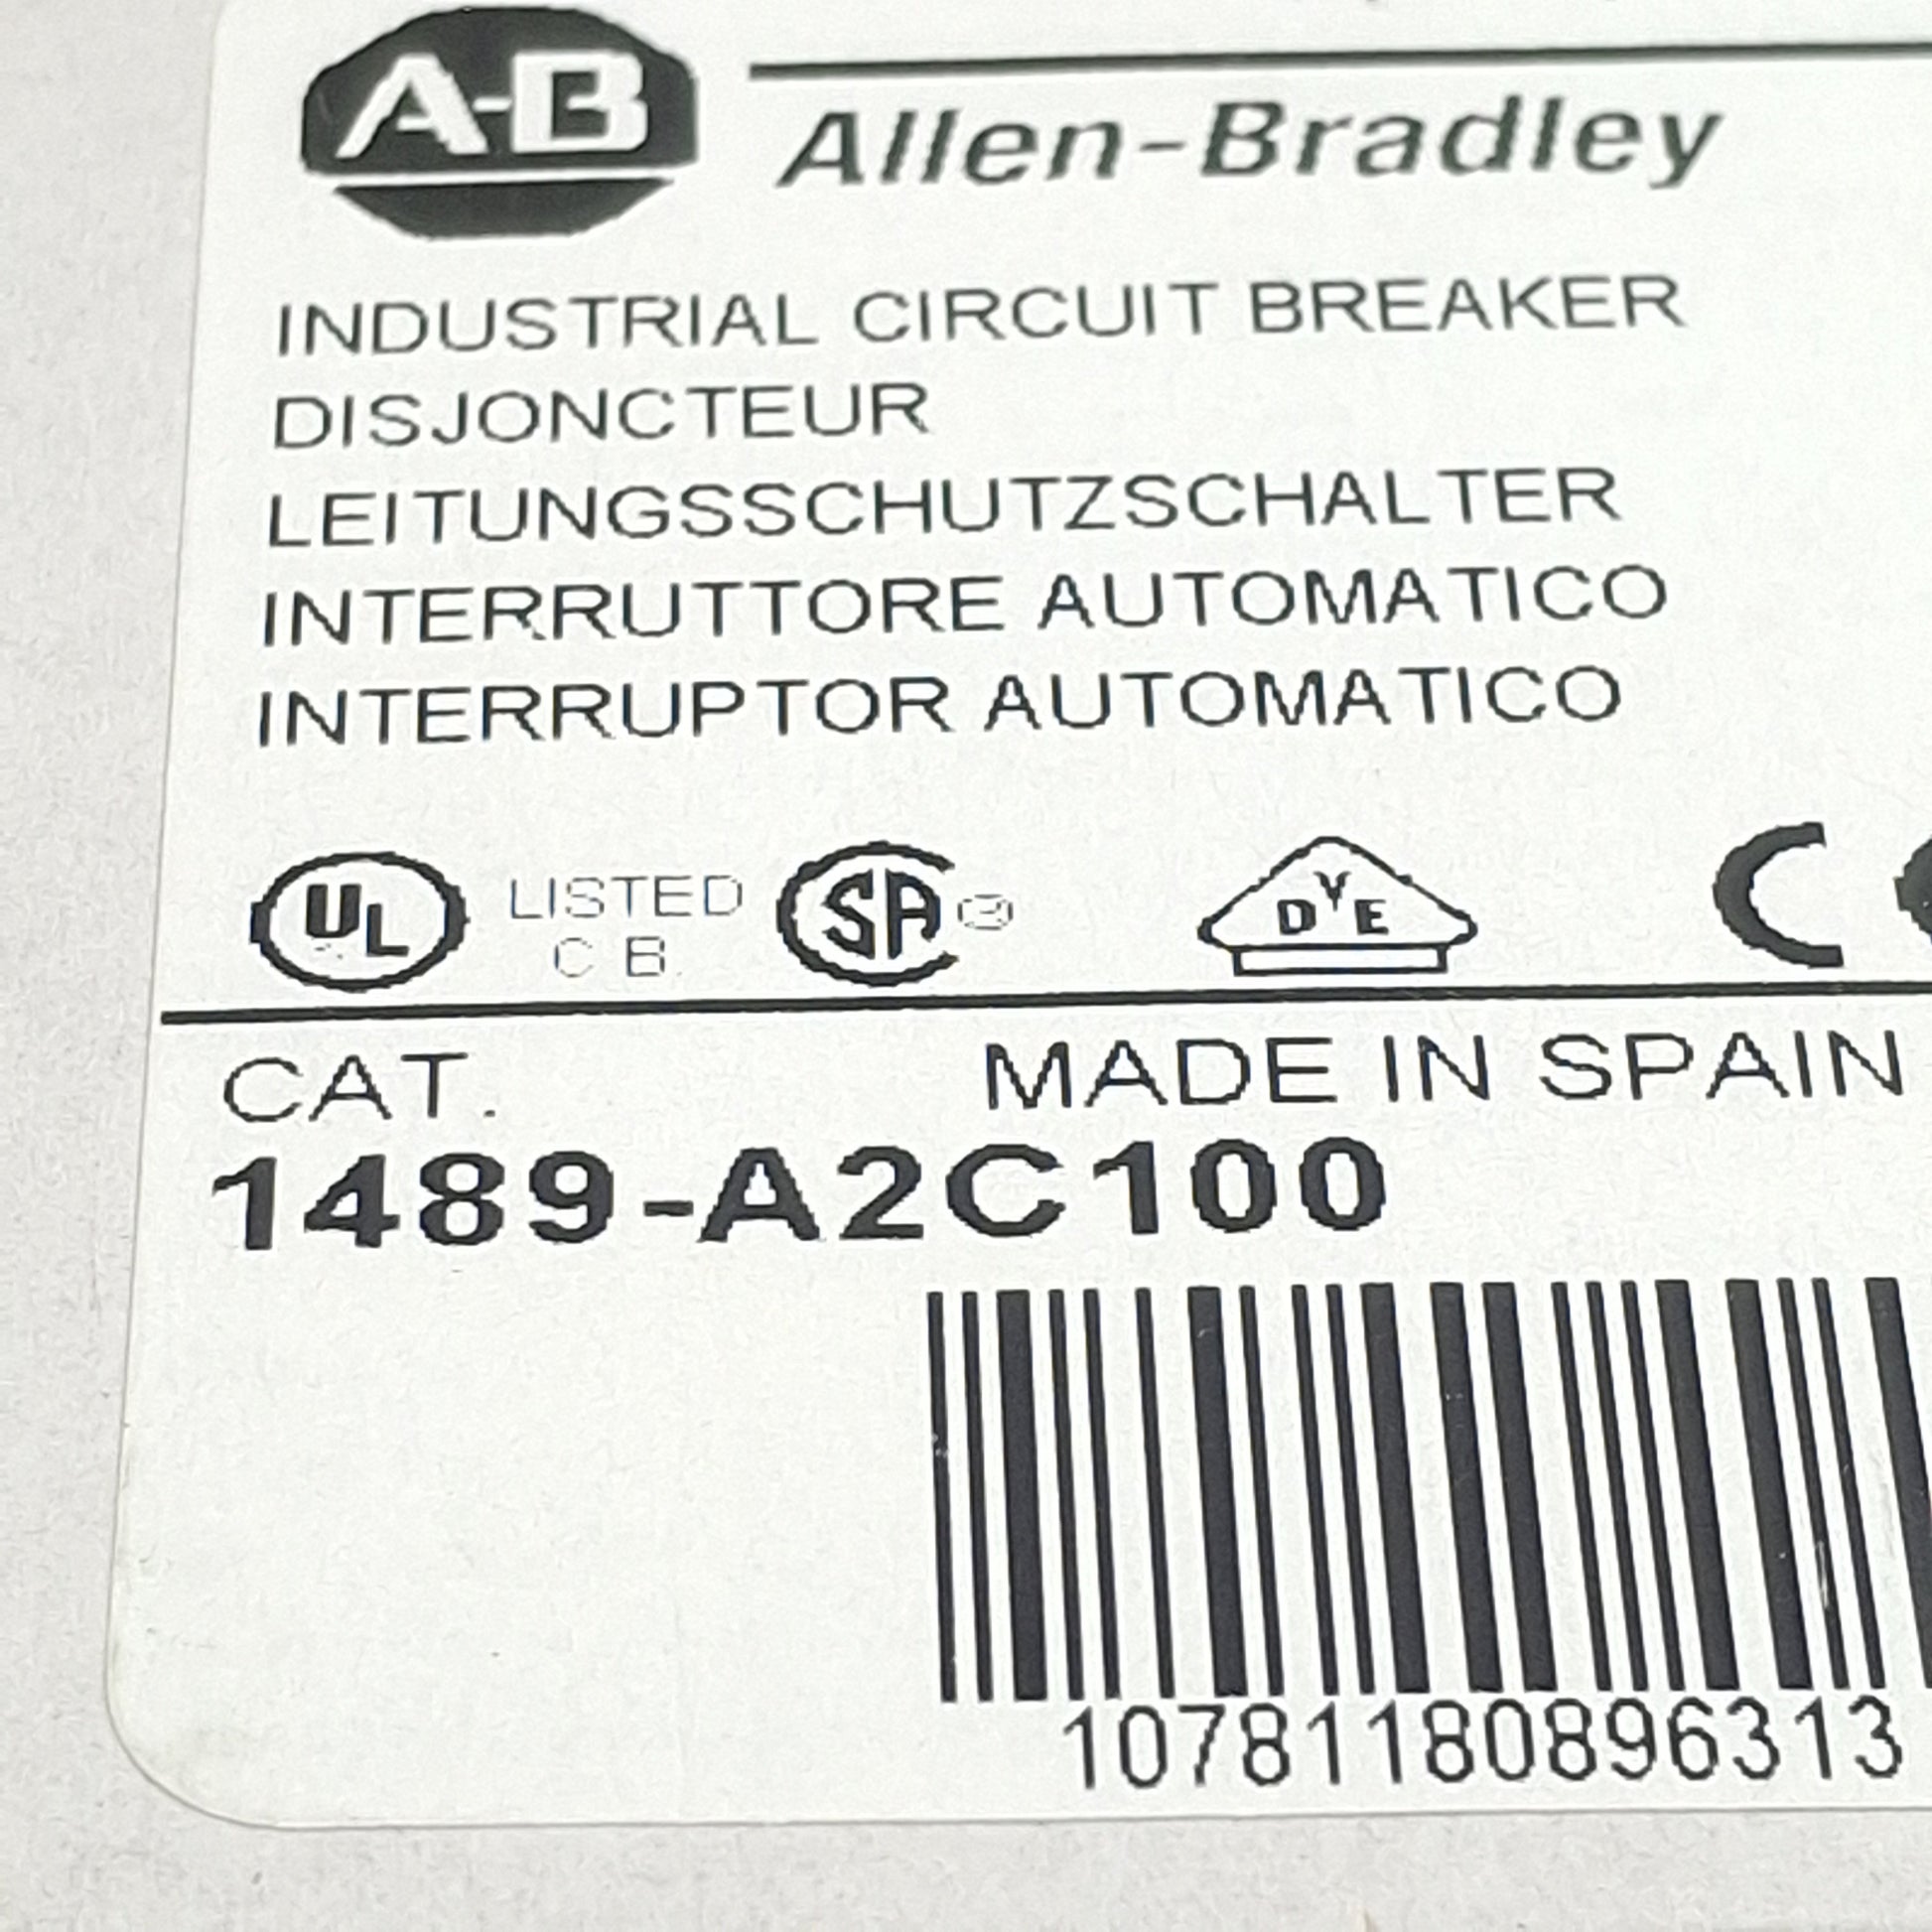 A-B
Allen-Bradley
INDUSTRIAL CIRCUIT BREAKER
DISJONCTEUR
LEITUNGSSCHUTZSCHALTER
INTERRUTTORE AUTOMATICO
INTERRUPTOR AUTOMATICO
UL LISTED C B. SA DVE C
CAT. MADE IN SPAIN
1489-A2C100
10781180896313